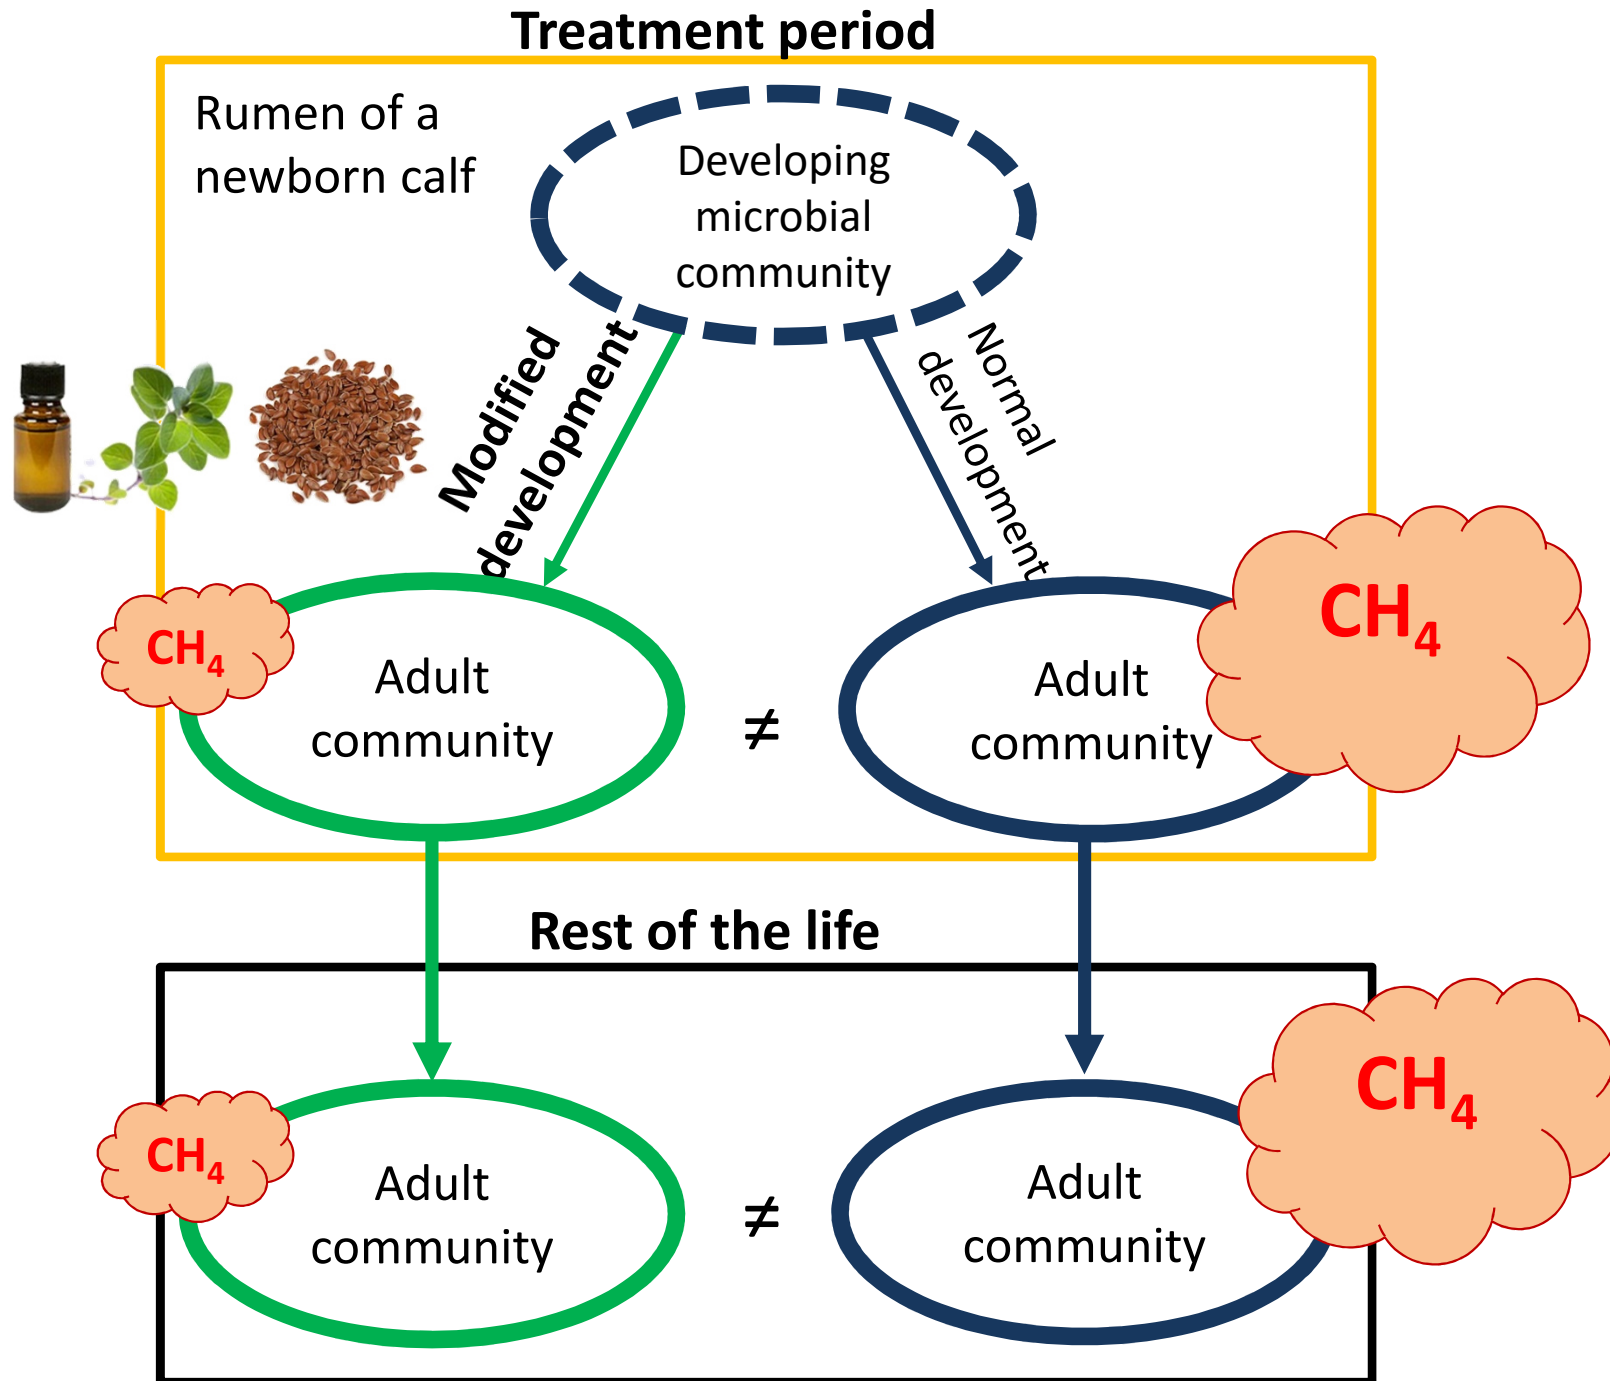 Treatment period
Rumen of a
newborn calf
Developing
microbial
community
Modified
development
Normal
development
CH₄
Adult
community
≠
Adult
community
CH₄
Rest of the life
CH₄
Adult
community
≠
Adult
community
CH₄